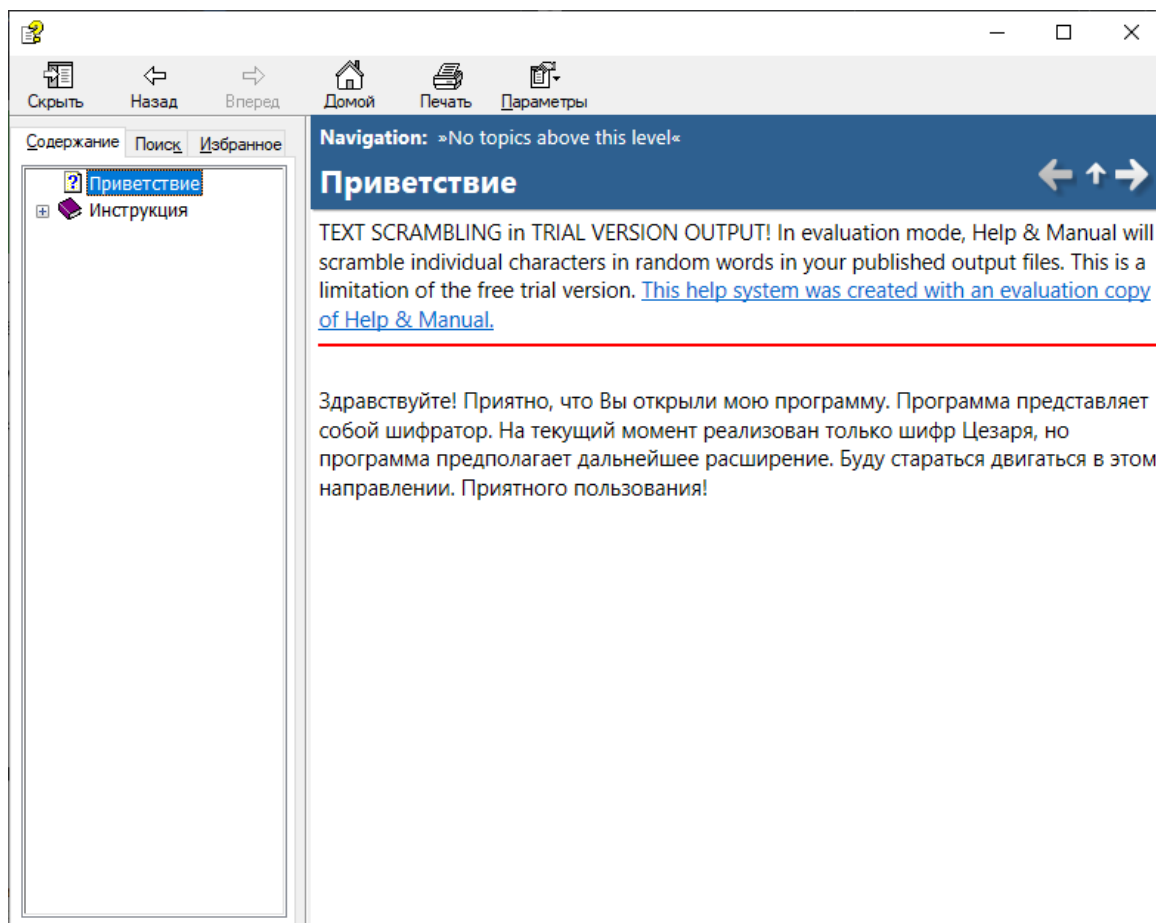 Скрыть Назад Вперед Домой Печать Параметры
Содержание Поиск Избранное
Приветствие
Инструкция
Navigation: »No topics above this level«
Приветствие
TEXT SCRAMBLING in TRIAL VERSION OUTPUT! In evaluation mode, Help & Manual will
scramble individual characters in random words in your published output files. This is a
limitation of the free trial version. This help system was created with an evaluation copy
of Help & Manual.
Здравствуйте! Приятно, что Вы открыли мою программу. Программа представляет
собой шифратор. На текущий момент реализован только шифр Цезаря, но
программа предполагает дальнейшее расширение. Буду стараться двигаться в этом
направлении. Приятного пользования!